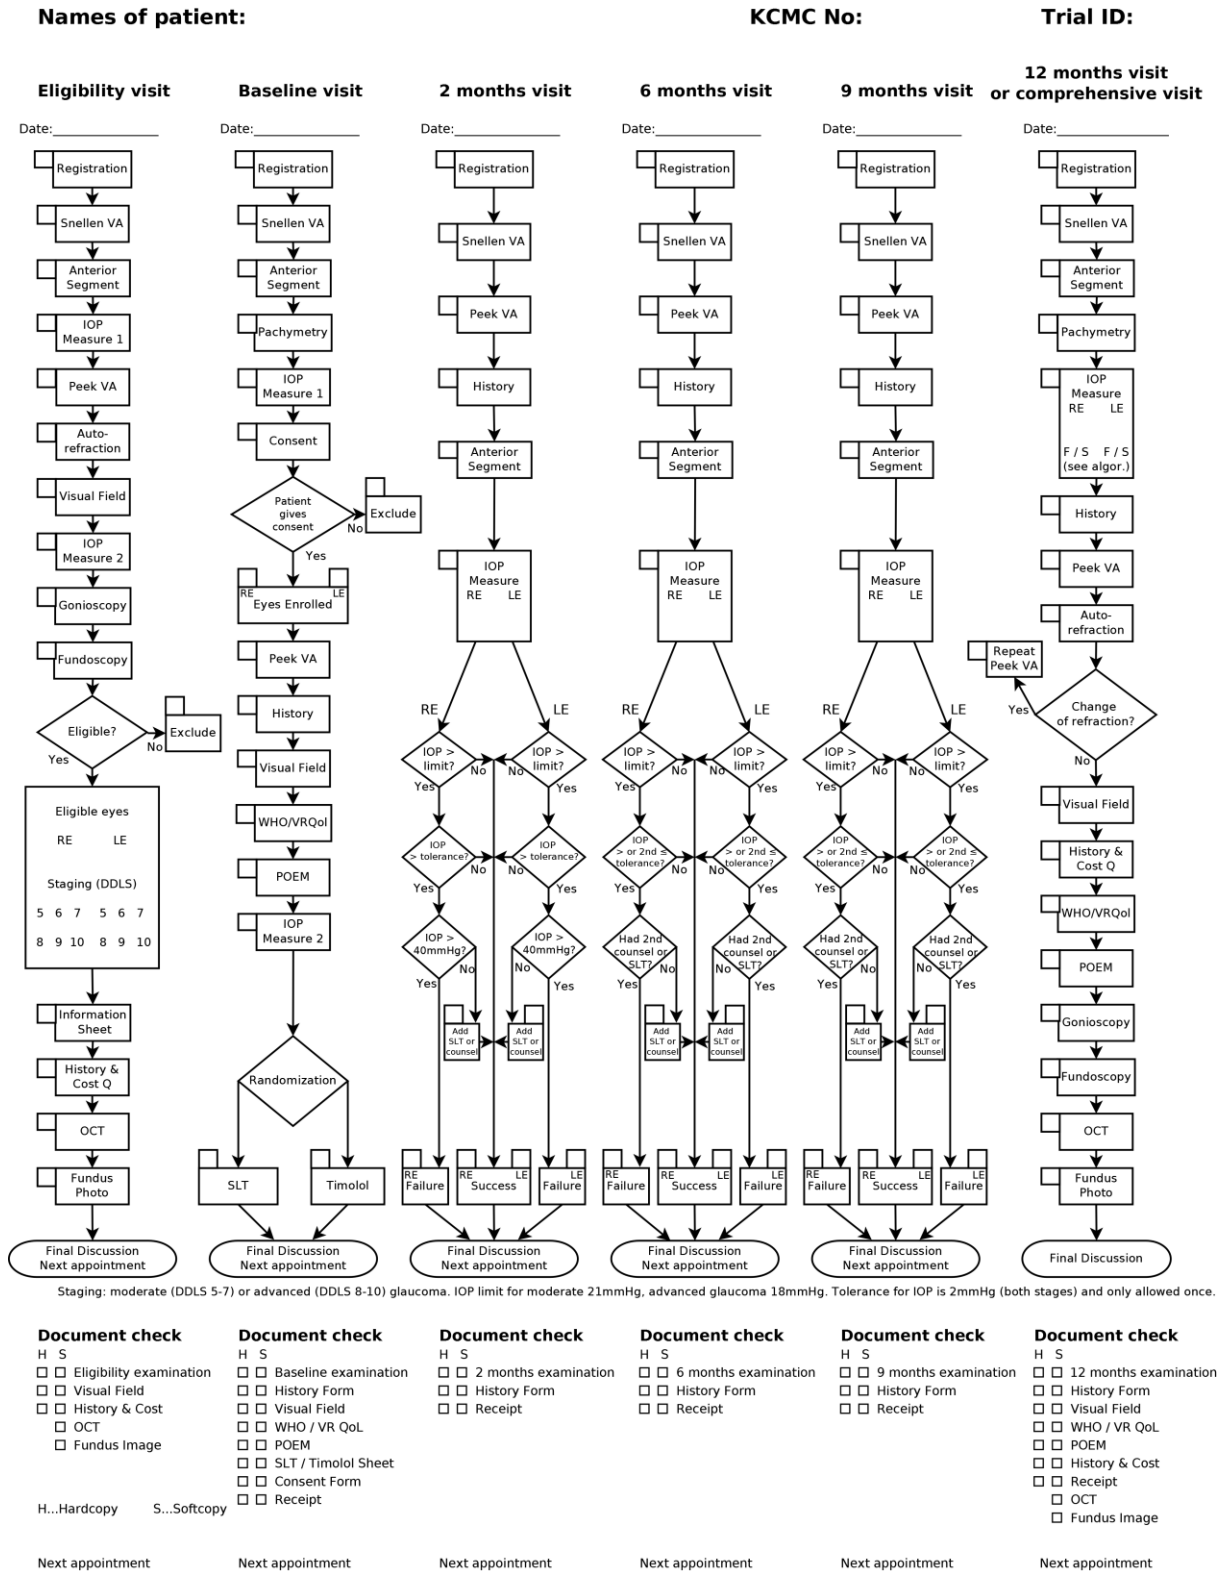 Names of patient:
KCMC No:
Trial ID:
Eligibility visit
Date:________________
Registration
Snellen VA
Anterior
Segment
IOP
Measure 1
Peek VA
Auto-
refraction
Visual Field
IOP
Measure 2
Gonioscopy
Fundoscopy
Eligible?
No
Exclude
Yes
Eligible eyes
RE LE
Staging (DDLS)
5 6 7 5 6 7
8 9 10 8 9 10
Information
Sheet
History &
Cost Q
OCT
Fundus
Photo
Final Discussion
Next appointment
Baseline visit
Date:________________
Registration
Snellen VA
Anterior
Segment
Pachymetry
IOP
Measure 1
Consent
Patient
gives
consent
No
Exclude
Yes
RE LE
Eyes Enrolled
Peek VA
History
Visual Field
WHO/VRQol
POEM
IOP
Measure 2
Randomization
SLT
Timolol
Final Discussion
Next appointment
2 months visit
Date:________________
Registration
Snellen VA
Peek VA
History
Anterior
Segment
IOP
Measure
RE LE
RE LE
IOP >
limit?
No
Yes
IOP >
limit?
No
Yes
IOP
> tolerance?
No
Yes
IOP
> tolerance?
No
Yes
IOP >
40mmHg?
No
Yes
IOP >
40mmHg?
No
Yes
Add
SLT or
counsel
Add
SLT or
counsel
RE
Failure
RE LE
Success
LE
Failure
Final Discussion
Next appointment
6 months visit
Date:________________
Registration
Snellen VA
Peek VA
History
Anterior
Segment
IOP
Measure
RE LE
RE LE
IOP >
limit?
No
Yes
IOP >
limit?
No
Yes
IOP
> or 2nd ≤
tolerance?
No
Yes
IOP
> or 2nd ≤
tolerance?
No
Yes
Had 2nd
counsel or
SLT?
No
Yes
Had 2nd
counsel or
SLT?
No
Yes
Add
SLT or
counsel
Add
SLT or
counsel
RE
Failure
RE LE
Success
LE
Failure
Final Discussion
Next appointment
9 months visit
Date:________________
Registration
Snellen VA
Peek VA
History
Anterior
Segment
IOP
Measure
RE LE
RE LE
IOP >
limit?
No
Yes
IOP >
limit?
No
Yes
IOP
> or 2nd ≤
tolerance?
No
Yes
IOP
> or 2nd ≤
tolerance?
No
Yes
Had 2nd
counsel or
SLT?
No
Yes
Had 2nd
counsel or
SLT?
No
Yes
Add
SLT or
counsel
Add
SLT or
counsel
RE
Failure
RE LE
Success
LE
Failure
Final Discussion
Next appointment
12 months visit
or comprehensive visit
Date:________________
Registration
Snellen VA
Anterior
Segment
Pachymetry
IOP
Measure
RE LE
F / S F / S
(see algor.)
History
Peek VA
Auto-
refraction
Repeat
Peek VA
Yes
Change
of refraction?
No
Visual Field
History &
Cost Q
WHO/VRQol
POEM
Gonioscopy
Fundoscopy
OCT
Fundus
Photo
Final Discussion
Staging: moderate (DDLS 5-7) or advanced (DDLS 8-10) glaucoma. IOP limit for moderate 21mmHg, advanced glaucoma 18mmHg. Tolerance for IOP is 2mmHg (both stages) and only allowed once.
Document check
H S
Eligibility examination
Visual Field
History & Cost
OCT
Fundus Image
H...Hardcopy S...Softcopy
Next appointment
Document check
H S
Baseline examination
History Form
Visual Field
WHO / VR QoL
POEM
SLT / Timolol Sheet
Consent Form
Receipt
Next appointment
Document check
H S
2 months examination
History Form
Receipt
Next appointment
Document check
H S
6 months examination
History Form
Receipt
Next appointment
Document check
H S
9 months examination
History Form
Receipt
Next appointment
Document check
H S
12 months examination
History Form
Visual Field
WHO / VR QoL
POEM
History & Cost
Receipt
OCT
Fundus Image
Next appointment